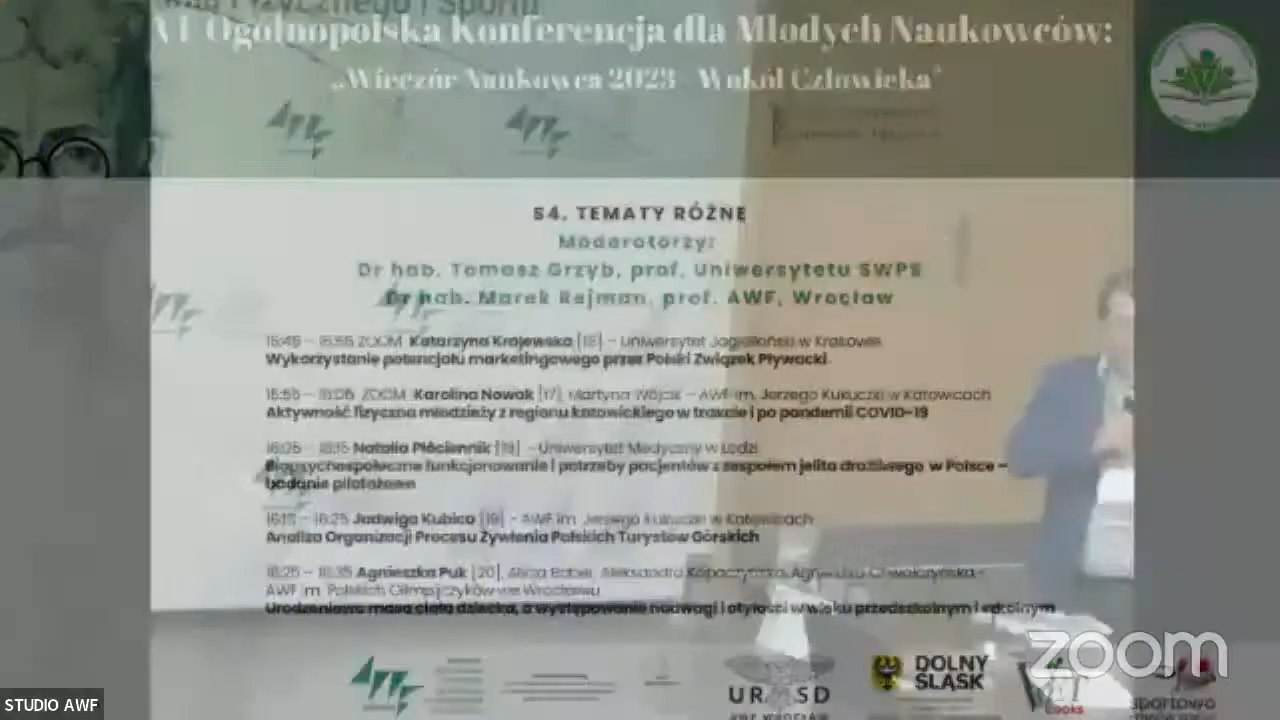 VI Ogólnopolska Konferencja dla Młodych Naukowców:
„Wieczór Naukowca 2023 - Wokół Człowieka"
S4. TEMATY RÓŻNE
Moderatorzy:
Dr hab. Tomasz Grzyb, prof. Uniwersytetu SWPS
Dr hab. Marek Rejman, prof. AWF, Wrocław
15:45 – 15:55 ZOOM Katarzyna Krajewska [16] – Uniwersytet Jagielloński w Krakowie
Wykorzystanie potencjału marketingowego przez Polski Związek Pływacki
15:55 – 16:05 ZOOM Karolina Nowak [17], Martyna Wójcik – AWF im. Jerzego Kukuczki w Katowicach
Aktywność fizyczna młodzieży z regionu katowickiego w trakcie i po pandemii COVID-19
16:05 – 16:15 Natalia Płóciennik [18] – Uniwersytet Medyczny w Łodzi
Biopsychospołeczne funkcjonowanie i potrzeby pacjentów z zespołem jelita drażliwego w Polsce –
badanie pilotażowe
16:15 – 16:25 Jadwiga Kubica [19] – AWF im. Jerzego Kukuczki w Katowicach
Analiza Organizacji Procesu Żywienia Polskich Turystów Górskich
16:25 – 16:35 Agnieszka Puk [20], Alicja Aleksandra
AWF im. Polskich Olimpijczyków we Wrocławiu
Urodzeniowa masa ciała dziecka, a występowanie nadwagi i otyłości w wieku przedszkolnym i szkolnym
URSD
DOLNY
ŚLĄSK
zoom
STUDIO AWF